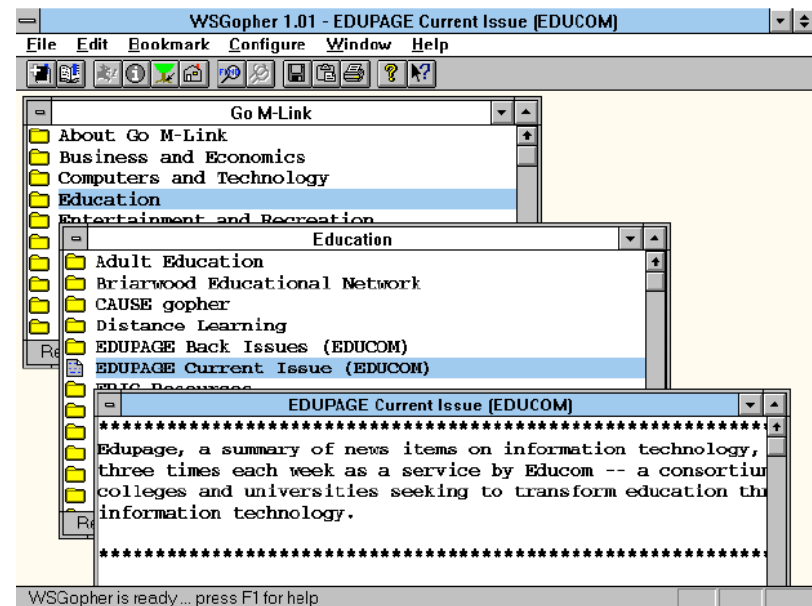 WSGopher 1.01 - EDUPAGE Current Issue (EDUCOM)
File Edit Bookmark Configure Window Help
FIND
Go M-Link
About Go M-Link
Business and Economics
Computers and Technology
Education
Entertainment and Recreation
Education
Adult Education
Briarwood Educational Network
CAUSE gopher
Distance Learning
EDUPAGE Back Issues (EDUCOM)
EDUPAGE Current Issue (EDUCOM)
ERIC Resources
EDUPAGE Current Issue (EDUCOM)
************************************************************
Edupage, a summary of news items on information technology,
three times each week as a service by Educom -- a consortium
colleges and universities seeking to transform education thr
information technology.
************************************************************
WSGopher is ready... press F1 for help